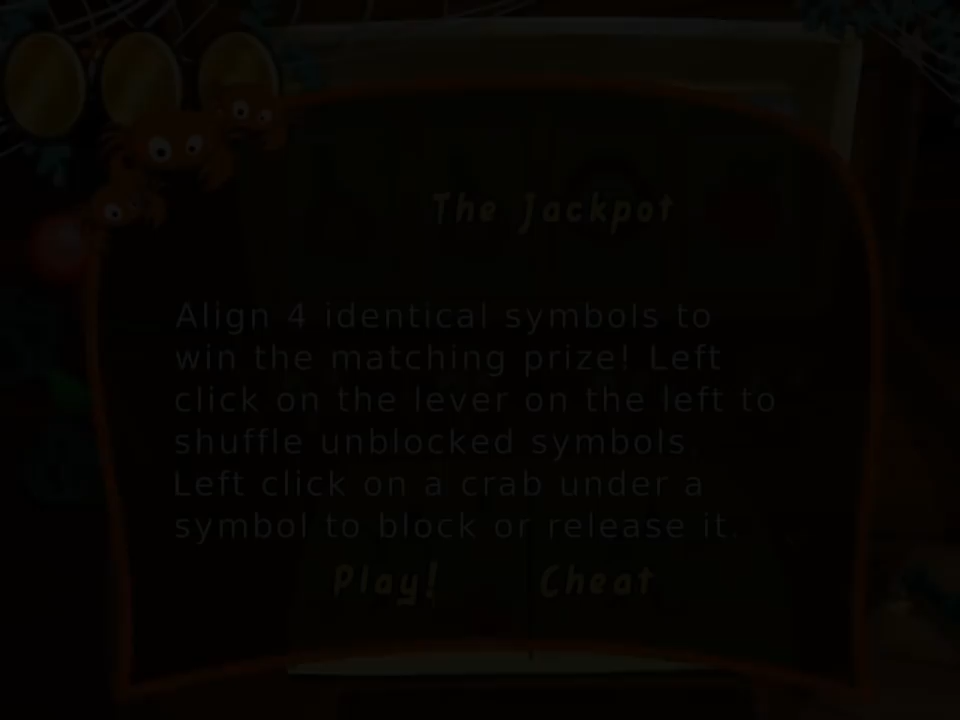 The Jackpot
Align 4 identical symbols to
win the matching prize! Left
click on the lever on the left to
shuffle unblocked symbols.
Left click on a crab under a
symbol to block or release it.
Play! Cheat